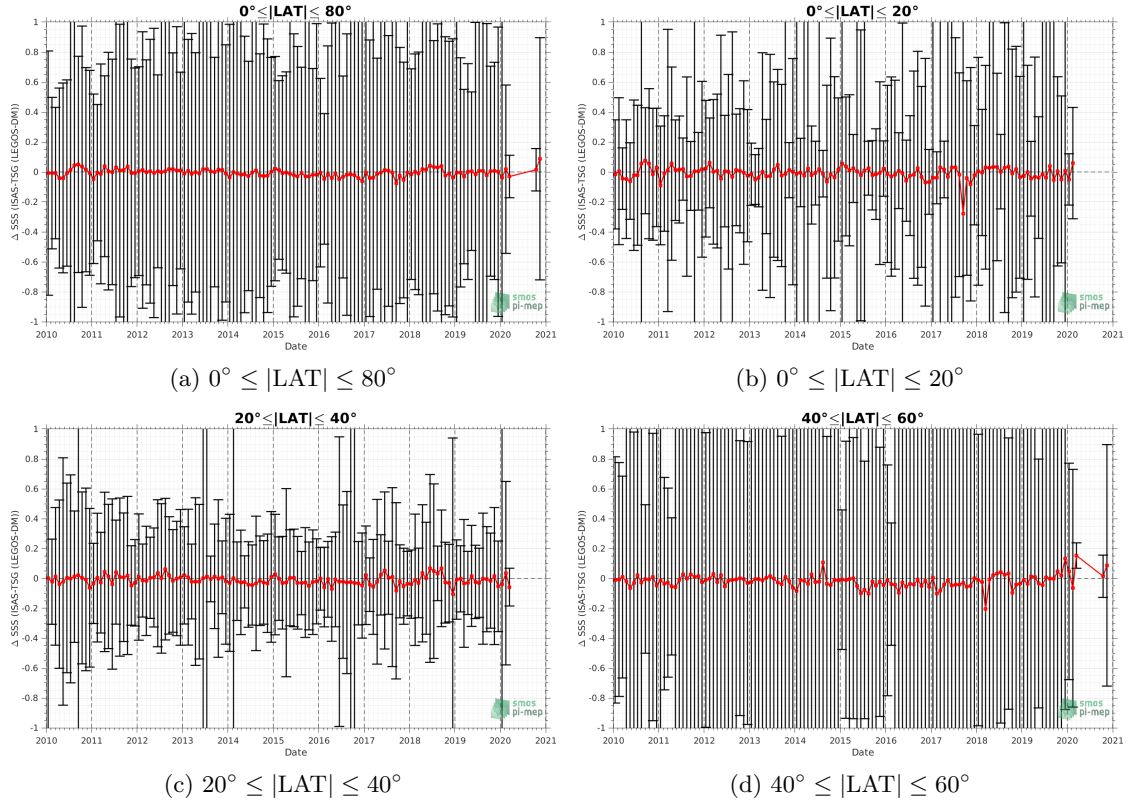 0°≤|LAT|≤ 80°
Δ SSS (ISAS-TSG (LEGOS-DM))
1
0.8
0.6
0.4
0.2
0
-0.2
-0.4
-0.6
-0.8
-1
2010 2011 2012 2013 2014 2015 2016 2017 2018 2019 2020 2021
Date
smos
pi-mep
(a) 0° ≤ |LAT| ≤ 80°
0°≤|LAT|≤ 20°
Δ SSS (ISAS-TSG (LEGOS-DM))
1
0.8
0.6
0.4
0.2
0
-0.2
-0.4
-0.6
-0.8
-1
2010 2011 2012 2013 2014 2015 2016 2017 2018 2019 2020 2021
Date
smos
pi-mep
(b) 0° ≤ |LAT| ≤ 20°
20°≤|LAT|≤ 40°
Δ SSS (ISAS-TSG (LEGOS-DM))
1
0.8
0.6
0.4
0.2
0
-0.2
-0.4
-0.6
-0.8
-1
2010 2011 2012 2013 2014 2015 2016 2017 2018 2019 2020 2021
Date
smos
pi-mep
(c) 20° ≤ |LAT| ≤ 40°
40°≤|LAT|≤ 60°
Δ SSS (ISAS-TSG (LEGOS-DM))
1
0.8
0.6
0.4
0.2
0
-0.2
-0.4
-0.6
-0.8
-1
2010 2011 2012 2013 2014 2015 2016 2017 2018 2019 2020 2021
Date
smos
pi-mep
(d) 40° ≤ |LAT| ≤ 60°